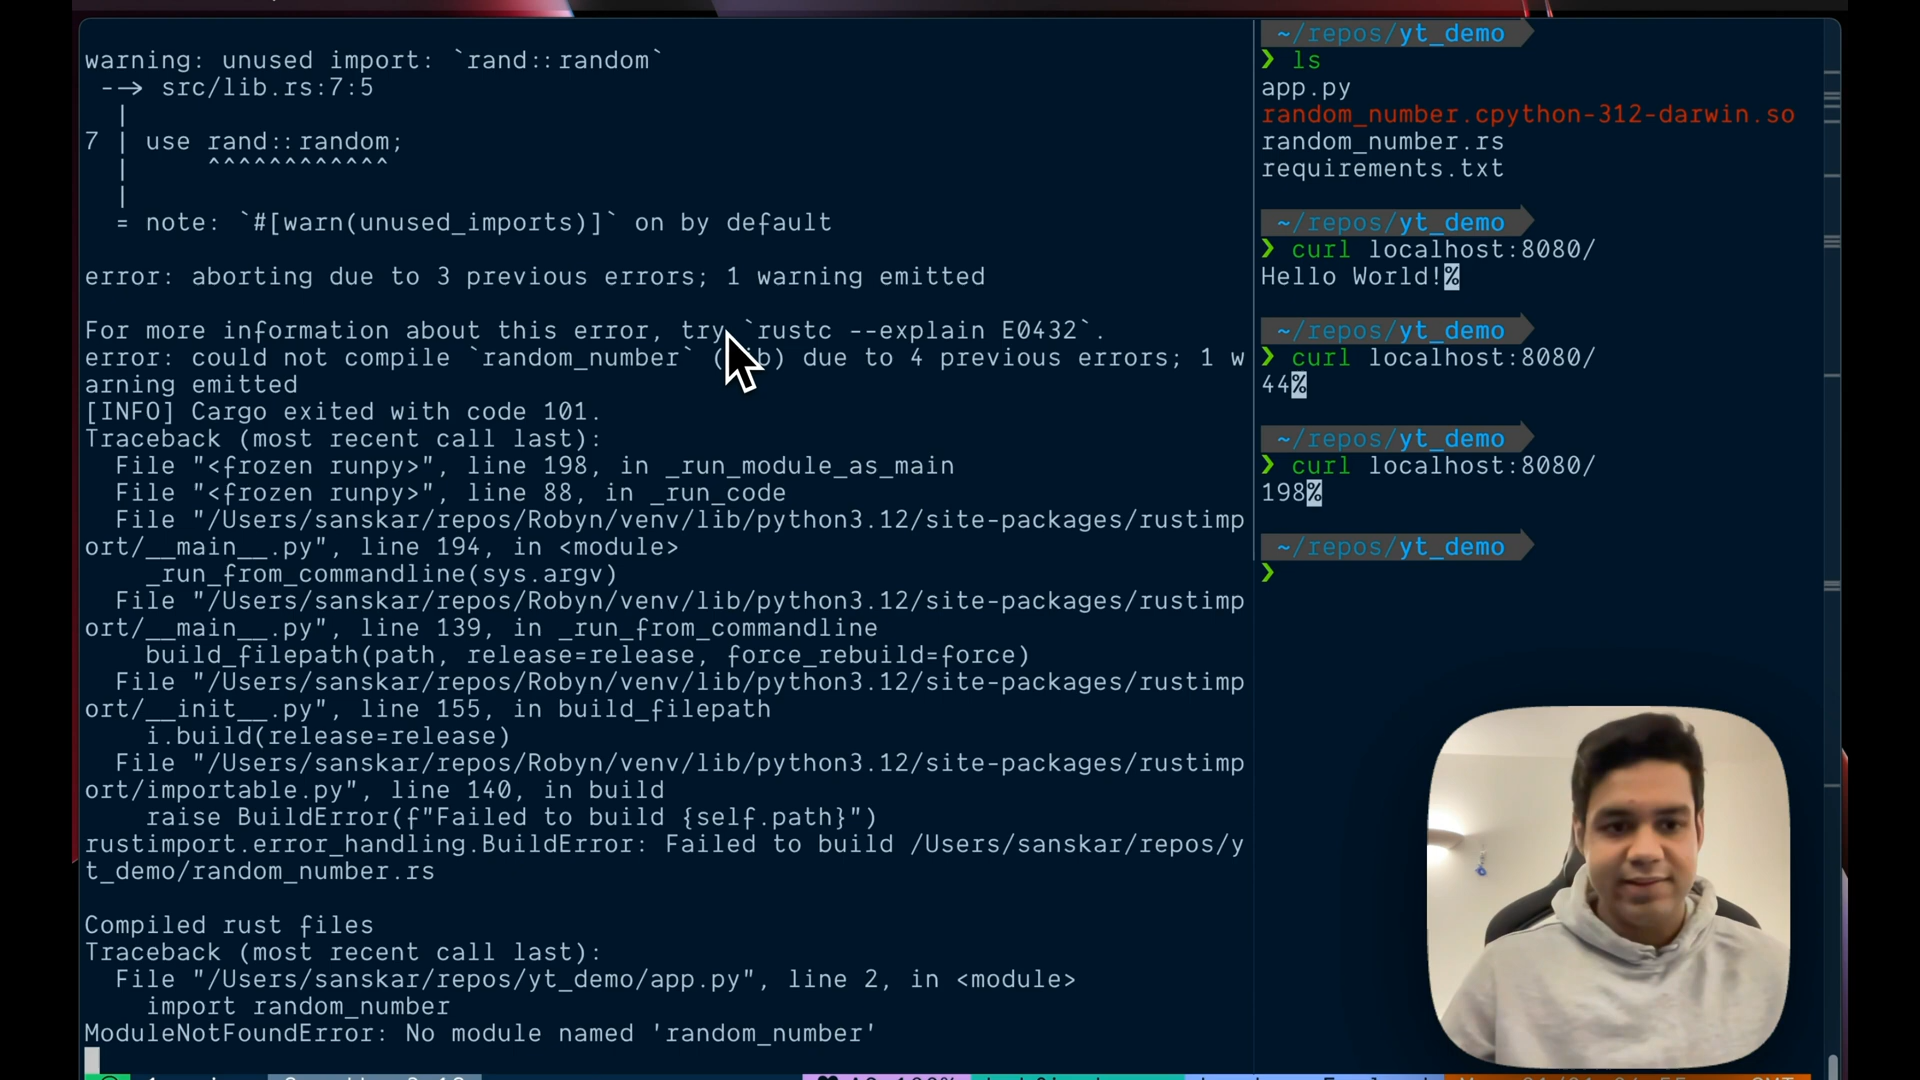 warning: unused import: `rand::random`
--> src/lib.rs:7:5
|
7 | use rand::random;
| ^^^^^^^^^^^^
|
= note: `#[warn(unused_imports)]` on by default
error: aborting due to 3 previous errors; 1 warning emitted
For more information about this error, try `rustc --explain E0432`.
error: could not compile `random_number` ( b) due to 4 previous errors; 1 w
arning emitted
[INFO] Cargo exited with code 101.
Traceback (most recent call last):
File "<frozen runpy>", line 198, in _run_module_as_main
File "<frozen runpy>", line 88, in _run_code
File "/Users/sanskar/repos/Robyn/venv/lib/python3.12/site-packages/rustimp
ort/__main__.py", line 194, in <module>
_run_from_commandline(sys.argv)
File "/Users/sanskar/repos/Robyn/venv/lib/python3.12/site-packages/rustimp
ort/__main__.py", line 139, in _run_from_commandline
build_filepath(path, release=release, force_rebuild=force)
File "/Users/sanskar/repos/Robyn/venv/lib/python3.12/site-packages/rustimp
ort/__init__.py", line 155, in build_filepath
i.build(release=release)
File "/Users/sanskar/repos/Robyn/venv/lib/python3.12/site-packages/rustimp
ort/importable.py", line 140, in build
raise BuildError(f"Failed to build {self.path}")
rustimport.error_handling.BuildError: Failed to build /Users/sanskar/repos/y
t_demo/random_number.rs
Compiled rust files
Traceback (most recent call last):
File "/Users/sanskar/repos/yt_demo/app.py", line 2, in <module>
import random_number
ModuleNotFoundError: No module named 'random_number'
~/repos/yt_demo
❯ ls
app.py
random_number.cpython-312-darwin.so
random_number.rs
requirements.txt
~/repos/yt_demo
❯ curl localhost:8080/
Hello World!%
~/repos/yt_demo
❯ curl localhost:8080/
44%
~/repos/yt_demo
❯ curl localhost:8080/
198%
~/repos/yt_demo
❯